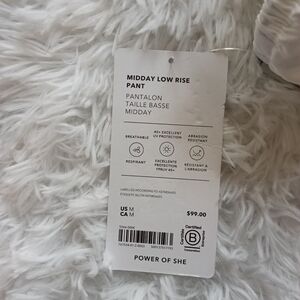 MIDDAY LOW RISE
PANT
PANTALON
TAILLE BASSE
MIDDAY
BREATHABLE
40+ EXCELLENT
UV PROTECTION
ABRASION
RESISTANT
RESPIRANT
EXCELLENTE
PROTECTION
RÉSISTANT À
L'ABRASION
US M
CA M
$99.00
Certified
B
Corporation
POWER OF SHE